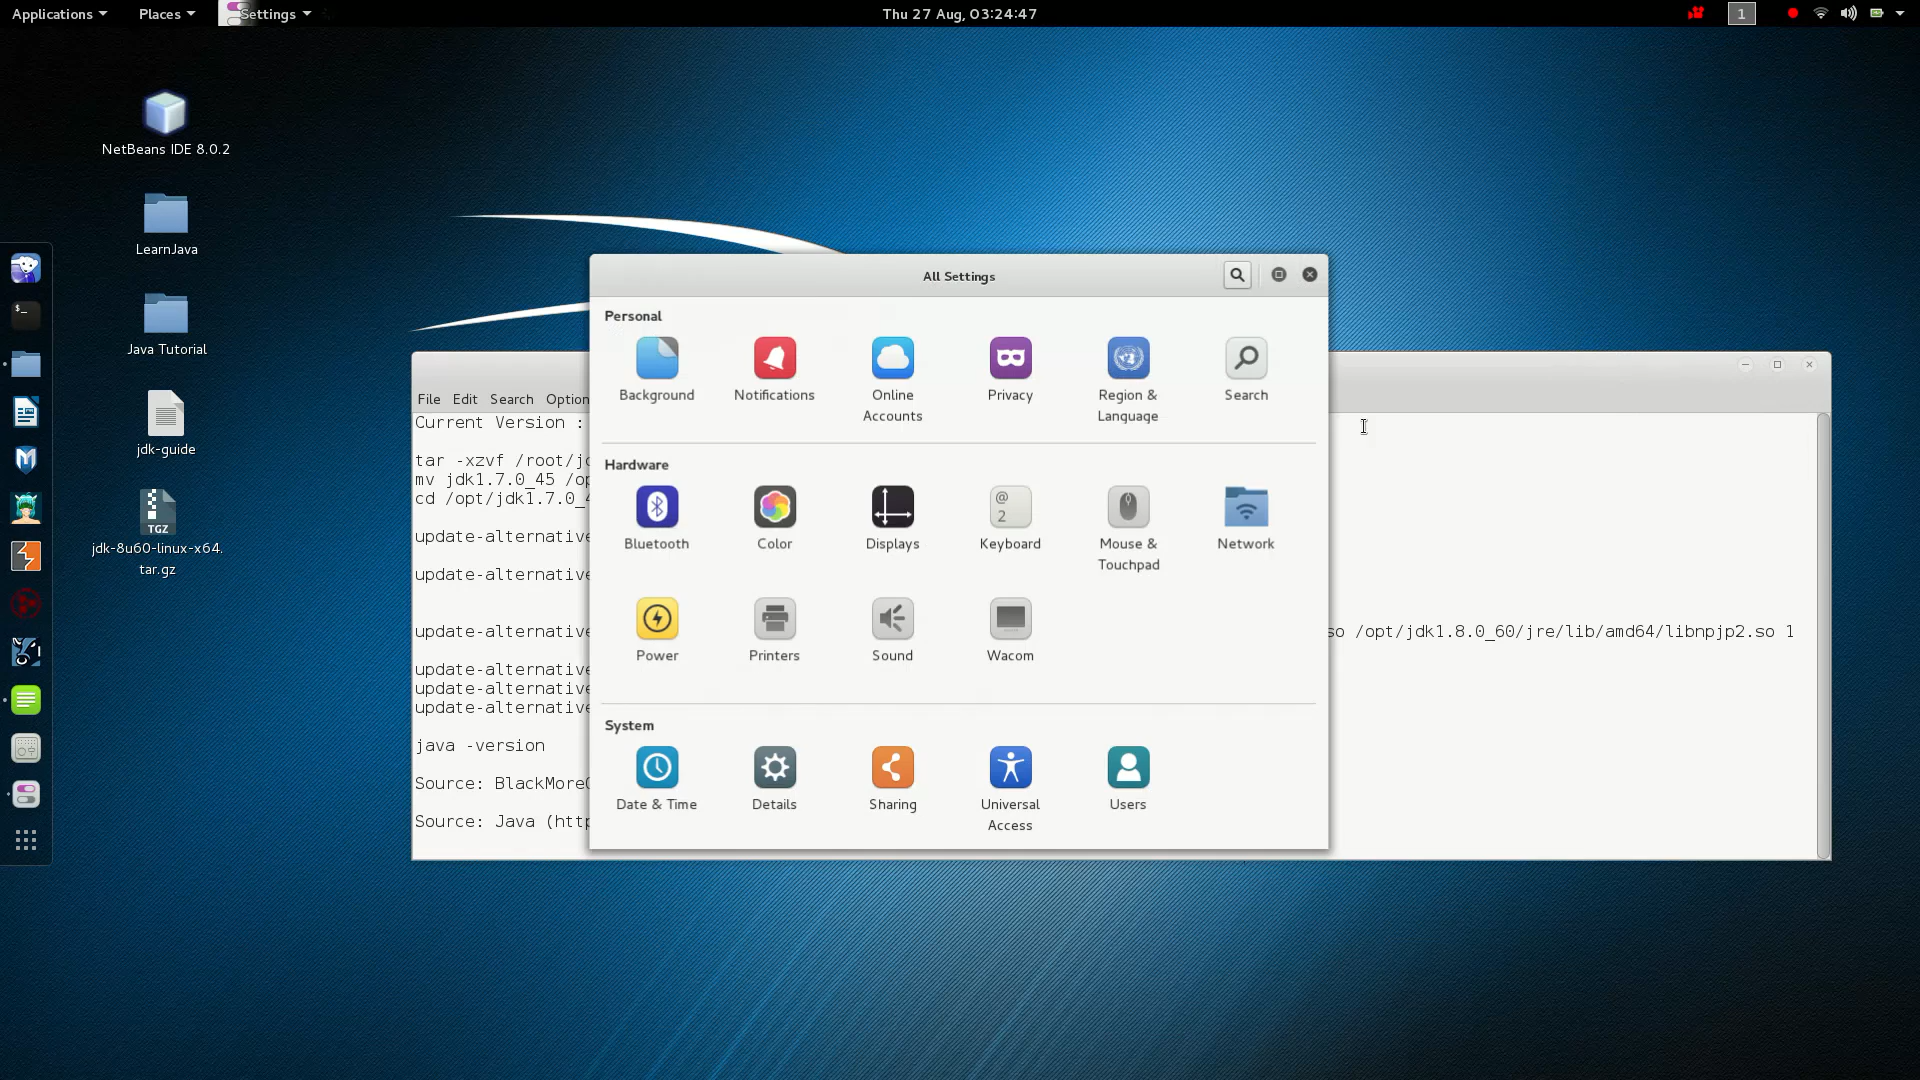 Applications
Places
Settings
Thu 27 Aug, 03:24:47
1
NetBeans IDE 8.0.2
LearnJava
Java Tutorial
jdk-guide
TGZ
jdk-8u60-linux-x64.
tar.gz
All Settings
Personal
Background
Notifications
Online
Accounts
Privacy
Region &
Language
Search
Hardware
Bluetooth
Color
Displays
@
2
Keyboard
Mouse &
Touchpad
Network
Power
Printers
Sound
Wacom
System
Date & Time
Details
Sharing
Universal
Access
Users
File Edit Search Option
Current Version :
tar -xzvf /root/jd
mv jdk1.7.0_45 /op
cd /opt/jdk1.7.0_4
update-alternative
update-alternative
update-alternative so /opt/jdk1.8.0_60/jre/lib/amd64/libnpjp2.so 1
update-alternative
update-alternative
update-alternative
java -version
Source: BlackMore
Source: Java (http